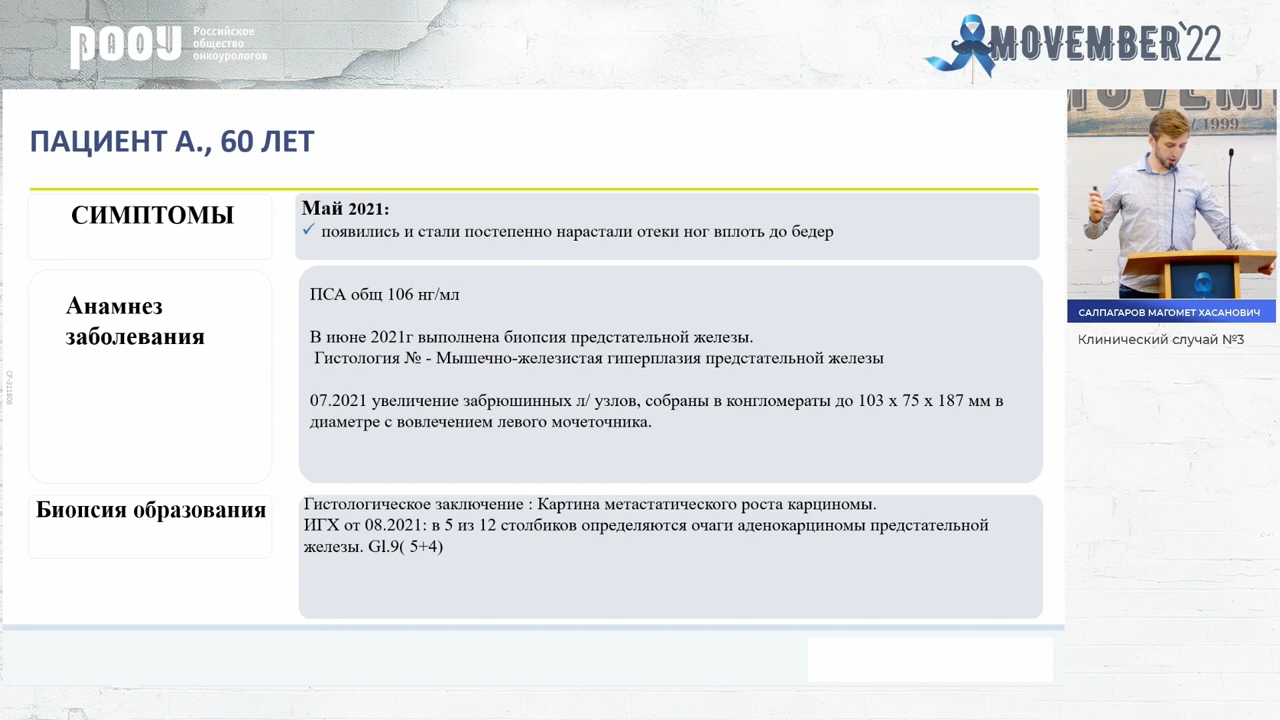 РООУ
Российское
общество
онкоурологов
MOVEMBER'22
ПАЦИЕНТ А., 60 ЛЕТ
СИМПТОМЫ
Май 2021:
✓ появились и стали постепенно нарастали отеки ног вплоть до бедер
Анамнез
заболевания
ПСА общ 106 нг/мл
В июне 2021г выполнена биопсия предстательной железы.
Гистология № - Мышечно-железистая гиперплазия предстательной железы
07.2021 увеличение забрюшинных л/ узлов, собраны в конгломераты до 103 х 75 х 187 мм в
диаметре с вовлечением левого мочеточника.
Биопсия образования
Гистологическое заключение : Картина метастатического роста карциномы.
ИГХ от 08.2021: в 5 из 12 столбиков определяются очаги аденокарциномы предстательной
железы. Gl.9( 5+4)
CP-311808
MOVEM
1999
САЛПАГАРОВ МАГОМЕТ ХАСАНОВИЧ
Клинический случай №3